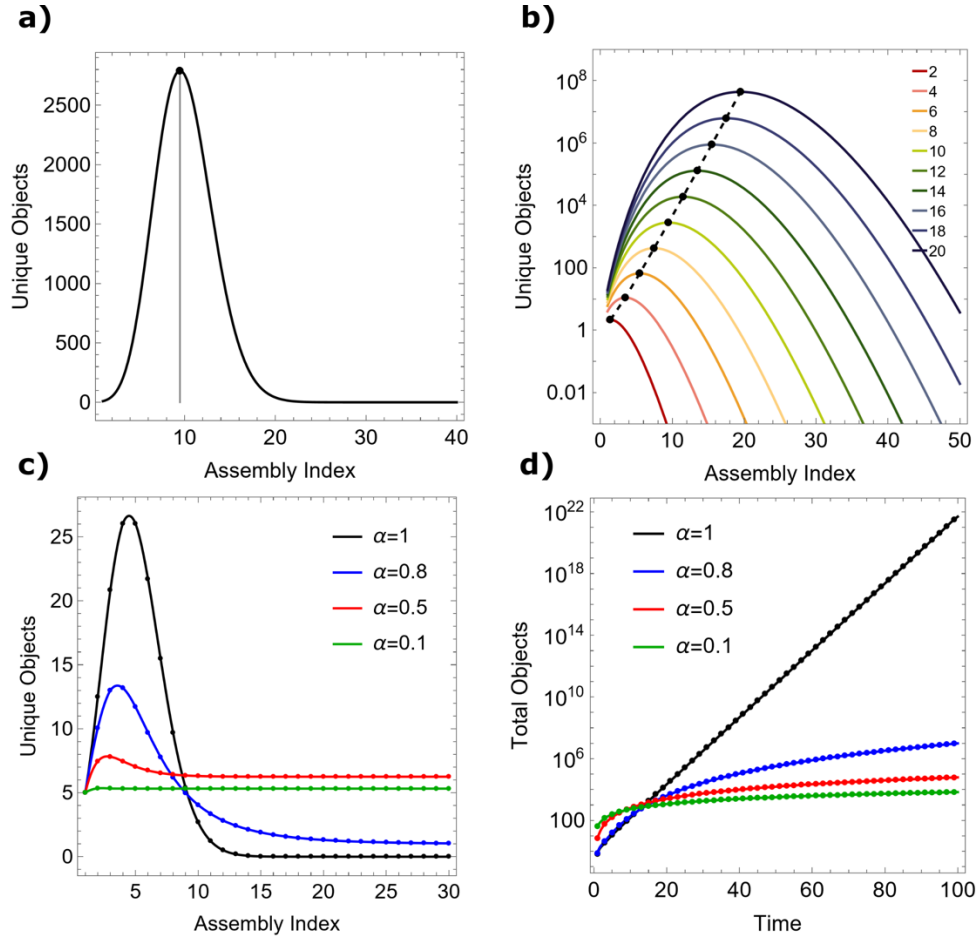 a)
Unique Objects
2500
2000
1500
1000
500
0
10
20
30
40
Assembly Index
b)
Unique Objects
10^8
10^6
10^4
100
1
0.01
0
10
20
30
40
50
Assembly Index
2
4
6
8
10
12
14
16
18
20
c)
Unique Objects
25
20
15
10
5
0
5
10
15
20
25
30
Assembly Index
α=1
α=0.8
α=0.5
α=0.1
d)
Total Objects
10^22
10^18
10^14
10^10
10^6
100
0
20
40
60
80
100
Time
α=1
α=0.8
α=0.5
α=0.1